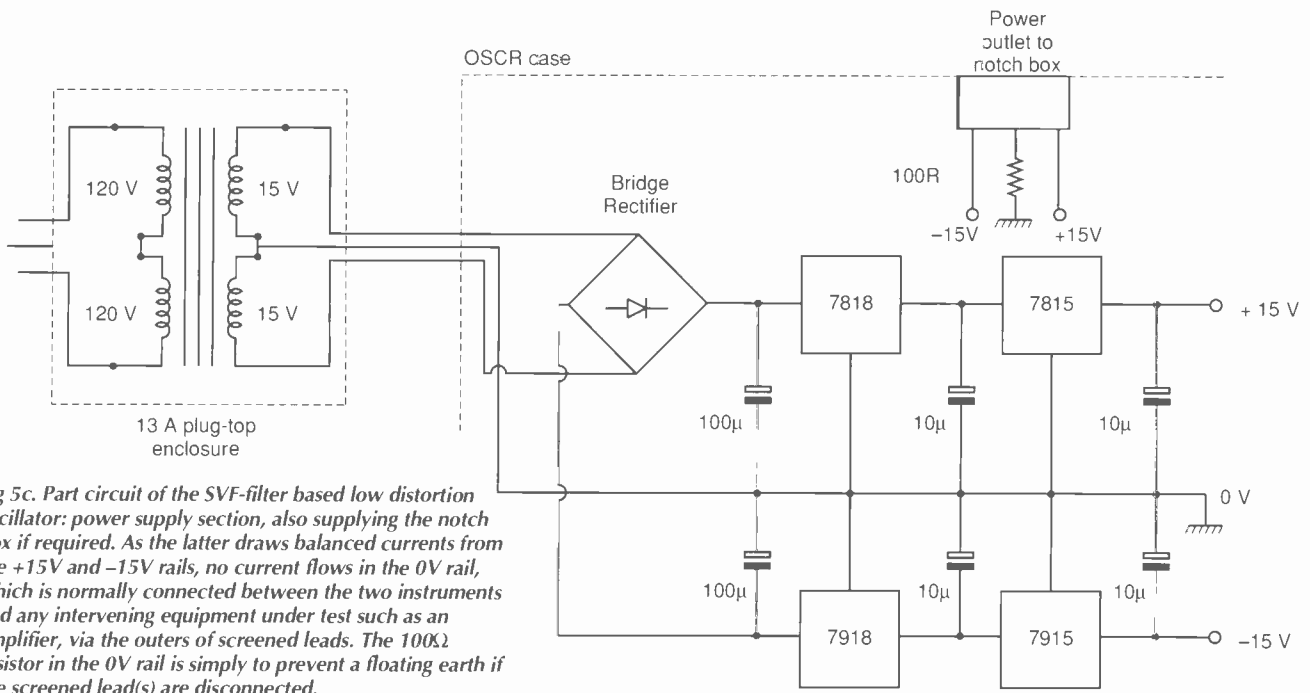 Power
outlet to
notch box
OSCR case
120 V
15 V
100R
Bridge
Rectifier
−15V
+15V
7818
7815
+ 15 V
120 V
15 V
100µ
10µ
10µ
13 A plug-top
enclosure
0 V
100µ
10µ
10µ
7918
7915
−15 V
g 5c. Part circuit of the SVF-filter based low distortion
cillator: power supply section, also supplying the notch
ox if required. As the latter draws balanced currents from
e +15V and –15V rails, no current flows in the 0V rail,
hich is normally connected between the two instruments
d any intervening equipment under test such as an
mplifier, via the outers of screened leads. The 100Ω
sistor in the 0V rail is simply to prevent a floating earth if
e screened lead(s) are disconnected.